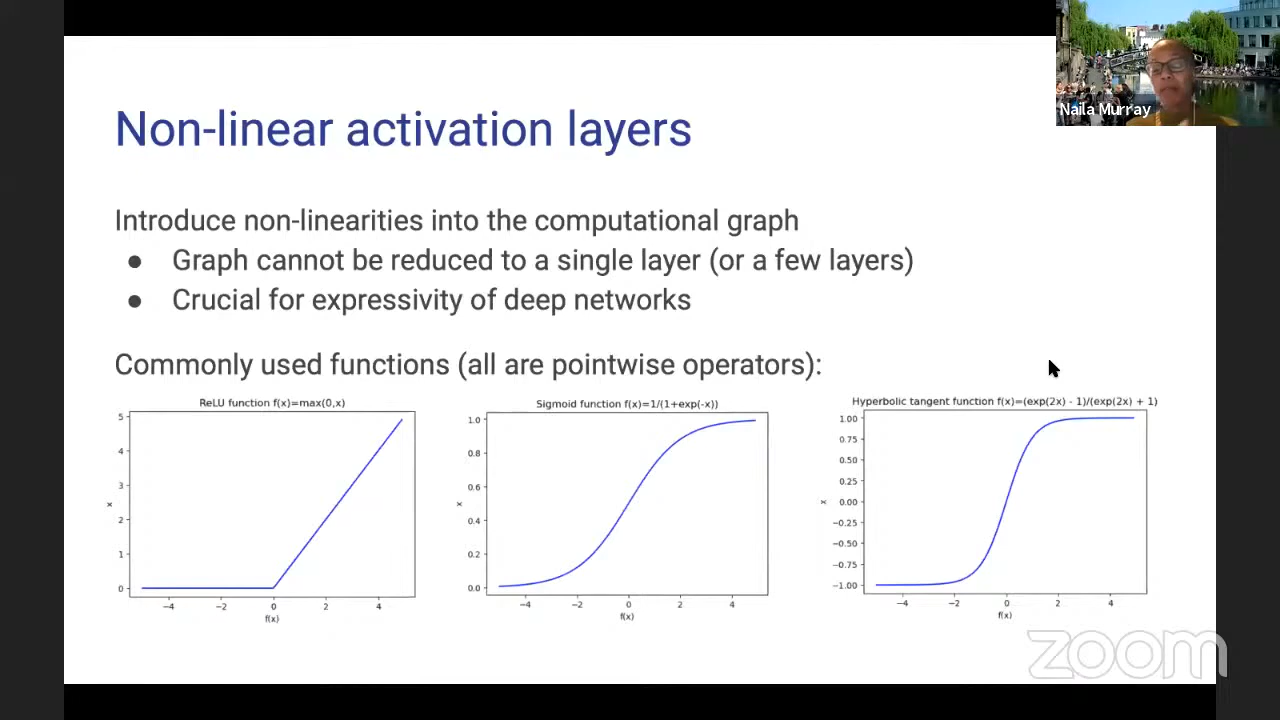 Naila Murray
Non-linear activation layers
Introduce non-linearities into the computational graph
● Graph cannot be reduced to a single layer (or a few layers)
● Crucial for expressivity of deep networks
Commonly used functions (all are pointwise operators):
ReLU function f(x)=max(0,x)
5
4
3
2
1
0
x
−4 −2 0 2 4
f(x)
Sigmoid function f(x)=1/(1+exp(-x))
1.0
0.8
0.6
0.4
0.2
0.0
x
−4 −2 0 2 4
f(x)
Hyperbolic tangent function f(x)=(exp(2x) - 1)/(exp(2x) + 1)
1.00
0.75
0.50
0.25
0.00
−0.25
−0.50
−0.75
−1.00
x
−4 −2 0 2 4
f(x)
zoom